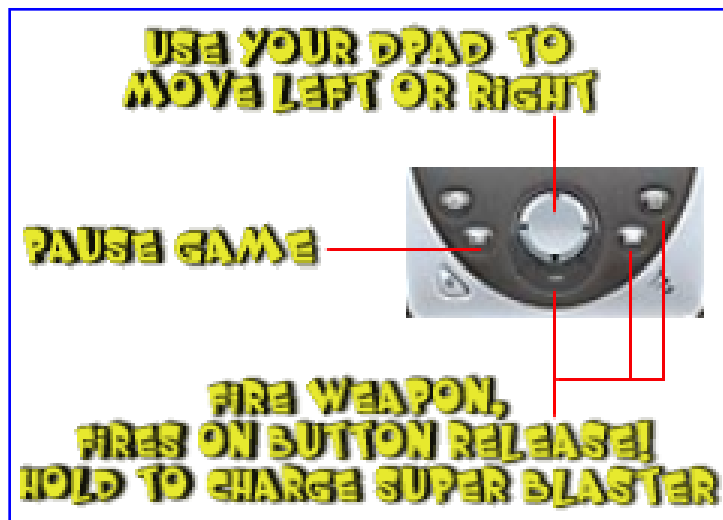 USE YOUR DPAD TO
MOVE LEFT OR RIGHT
PAUSE GAME
FIRE WEAPON,
FIRES ON BUTTON RELEASE!
HOLD TO CHARGE SUPER BLASTER